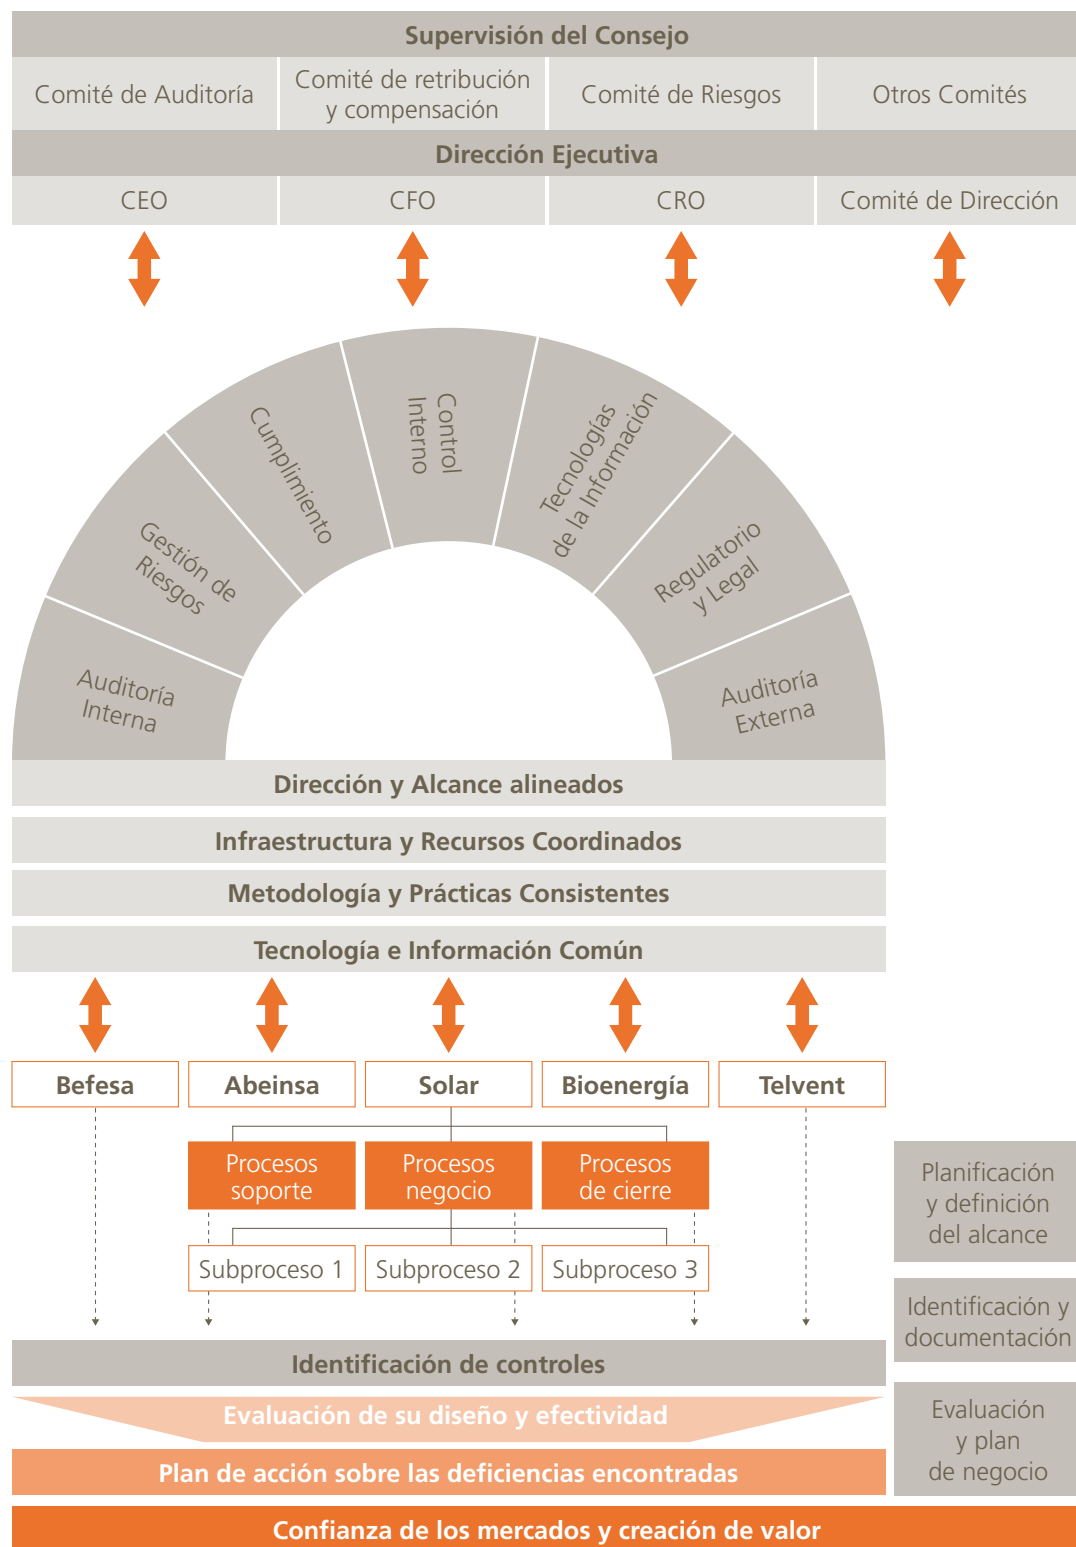 Supervisión del Consejo
Comité de Auditoría
Comité de retribución
y compensación
Comité de Riesgos
Otros Comités
Dirección Ejecutiva
CEO
CFO
CRO
Comité de Dirección
Auditoría
Interna
Gestión de
Riesgos
Cumplimiento
Control
Interno
Tecnologías
de la Información
Regulatorio
y Legal
Auditoría
Externa
Dirección y Alcance alineados
Infraestructura y Recursos Coordinados
Metodología y Prácticas Consistentes
Tecnología e Información Común
Befesa
Abeinsa
Solar
Bioenergía
Telvent
Procesos
soporte
Procesos
negocio
Procesos
de cierre
Subproceso 1
Subproceso 2
Subproceso 3
Planificación
y definición
del alcance
Identificación y
documentación
Evaluación
y plan
de negocio
Identificación de controles
Evaluación de su diseño y efectividad
Plan de acción sobre las deficiencias encontradas
Confianza de los mercados y creación de valor